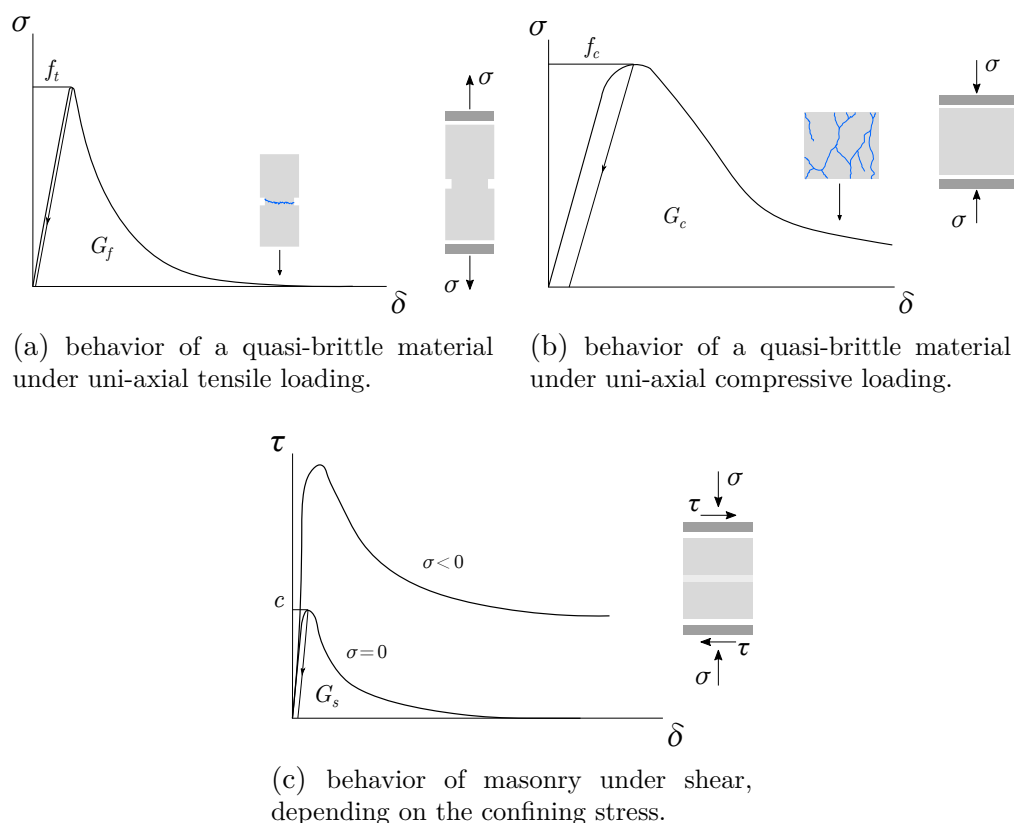 σ
f_t
G_f
δ
σ
σ
(a) behavior of a quasi-brittle material
under uni-axial tensile loading.
σ
f_c
G_c
δ
σ
σ
(b) behavior of a quasi-brittle material
under uni-axial compressive loading.
τ
σ<0
c
σ=0
G_s
δ
σ
τ
τ
σ
(c) behavior of masonry under shear,
depending on the confining stress.